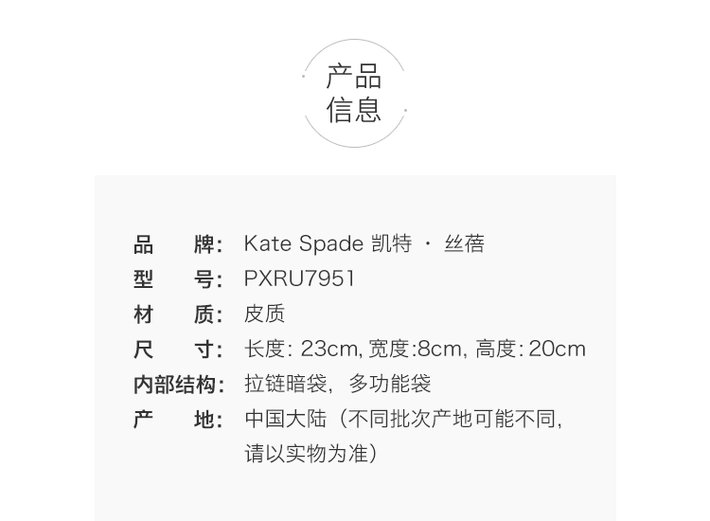 产品
信息
品 牌: Kate Spade 凯特 · 丝蓓
型 号: PXRU7951
材 质: 皮质
尺 寸: 长度: 23cm, 宽度:8cm, 高度:20cm
内部结构: 拉链暗袋, 多功能袋
产 地: 中国大陆（不同批次产地可能不同,
请以实物为准）